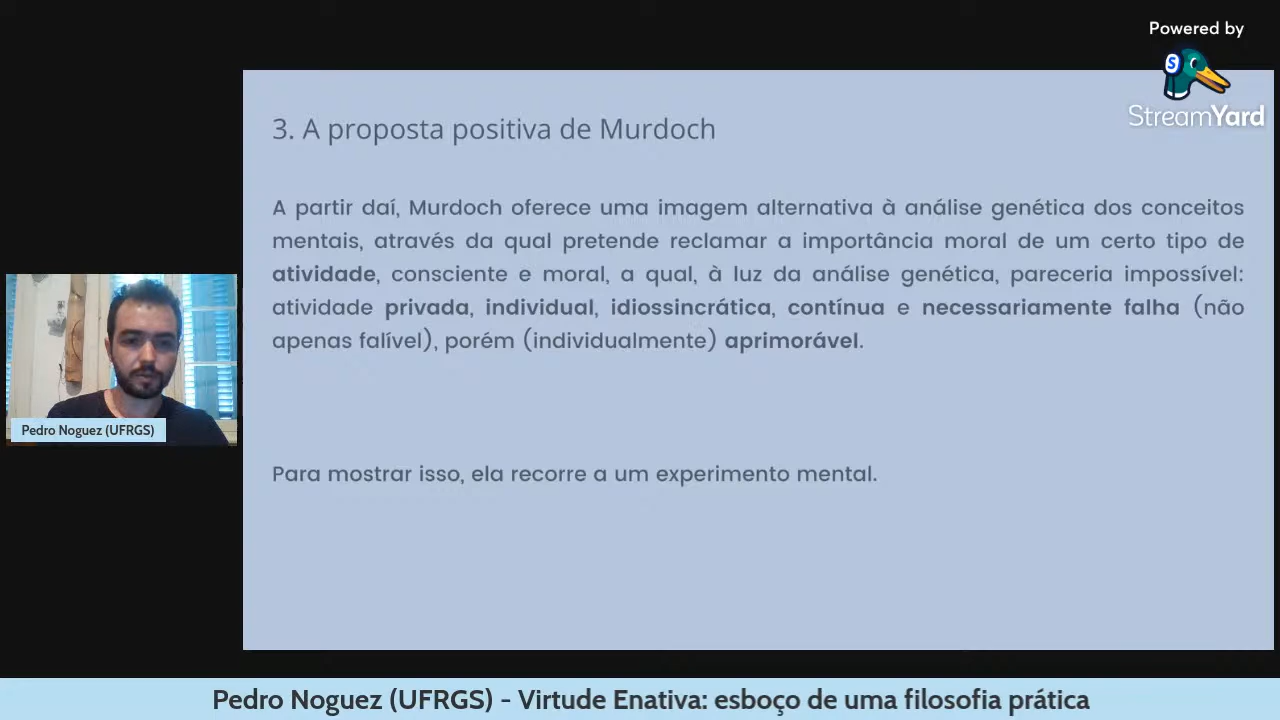 Powered by
S
StreamYard
3. A proposta positiva de Murdoch
A partir daí, Murdoch oferece uma imagem alternativa à análise genética dos conceitos
mentais, através da qual pretende reclamar a importância moral de um certo tipo de
atividade, consciente e moral, a qual, à luz da análise genética, pareceria impossível:
atividade privada, individual, idiossincrática, contínua e necessariamente falha (não
apenas falível), porém (individualmente) aprimorável.
Para mostrar isso, ela recorre a um experimento mental.
Pedro Noguez (UFRGS)
Pedro Noguez (UFRGS) - Virtude Enativa: esboço de uma filosofia prática